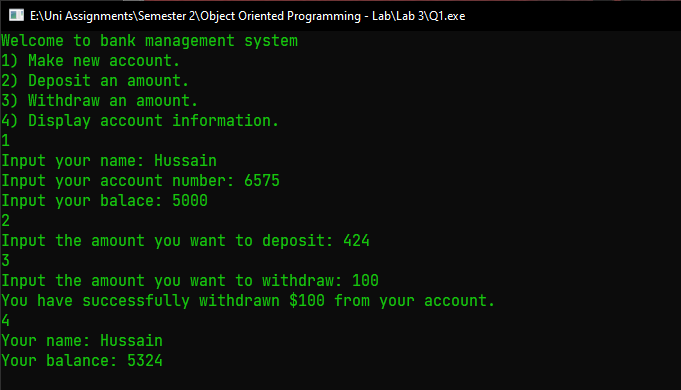 E:\Uni Assignments\Semester 2\Object Oriented Programming - Lab\Lab 3\Q1.exe
Welcome to bank management system
1) Make new account.
2) Deposit an amount.
3) Withdraw an amount.
4) Display account information.
1
Input your name: Hussain
Input your account number: 6575
Input your balace: 5000
2
Input the amount you want to deposit: 424
3
Input the amount you want to withdraw: 100
You have successfully withdrawn $100 from your account.
4
Your name: Hussain
Your balance: 5324